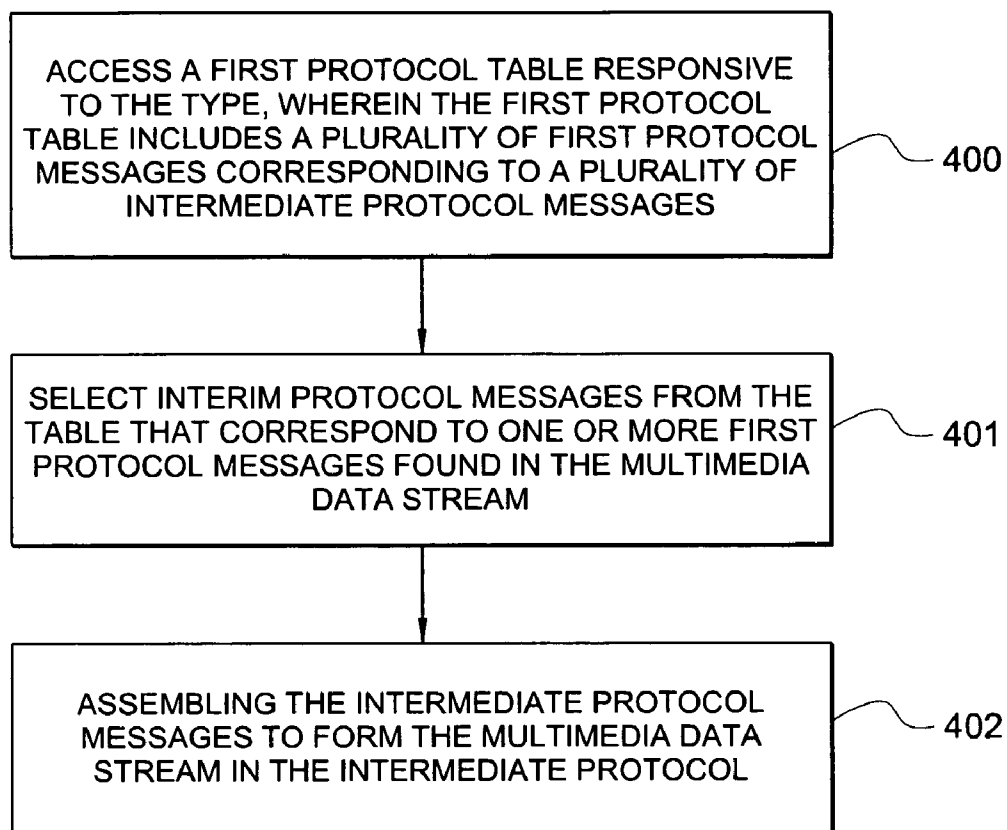 ACCESS A FIRST PROTOCOL TABLE RESPONSIVE
TO THE TYPE, WHEREIN THE FIRST PROTOCOL
TABLE INCLUDES A PLURALITY OF FIRST PROTOCOL
MESSAGES CORRESPONDING TO A PLURALITY OF
INTERMEDIATE PROTOCOL MESSAGES
400
SELECT INTERIM PROTOCOL MESSAGES FROM THE
TABLE THAT CORRESPOND TO ONE OR MORE FIRST
PROTOCOL MESSAGES FOUND IN THE MULTIMEDIA
DATA STREAM
401
ASSEMBLING THE INTERMEDIATE PROTOCOL
MESSAGES TO FORM THE MULTIMEDIA DATA
STREAM IN THE INTERMEDIATE PROTOCOL
402